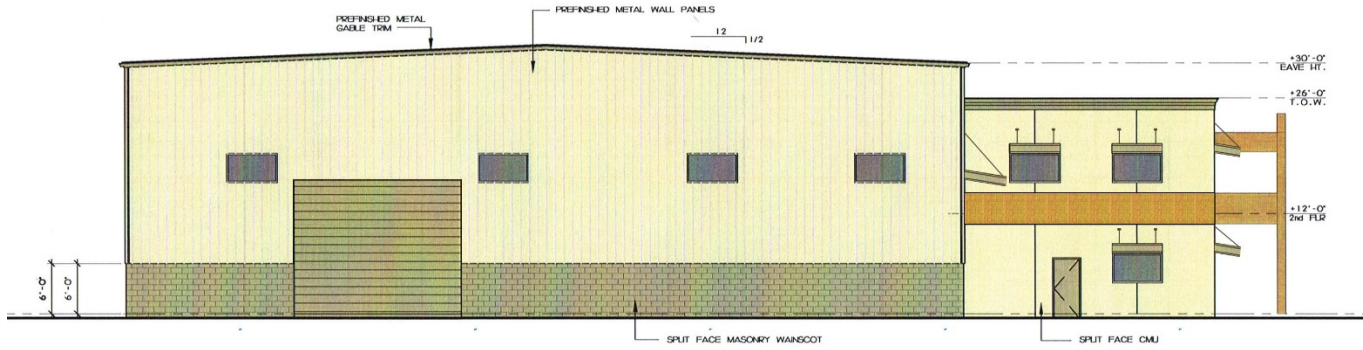 PREFINISHED METAL
GABLE TRIM
PREFINISHED METAL WALL PANELS
12
1/2
+30'-0"
EAVE HT.
+26'-0"
T.O.W.
+12'-0"
2nd FLR
6'-0"
6'-0"
SPLIT FACE MASONRY WAINSCOT
SPLIT FACE CMU